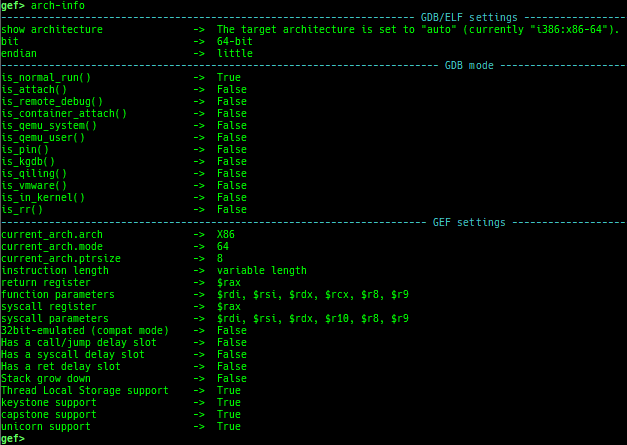 gef> arch-info
GDB/ELF settings
show architecture -> The target architecture is set to "auto" (currently "i386:x86-64").
bit -> 64-bit
endian -> little
GDB mode
is_normal_run() -> True
is_attach() -> False
is_remote_debug() -> False
is_container_attach() -> False
is_qemu_system() -> False
is_qemu_user() -> False
is_pin() -> False
is_kgdb() -> False
is_qiling() -> False
is_vmware() -> False
is_in_kernel() -> False
is_rr() -> False
GEF settings
current_arch.arch -> X86
current_arch.mode -> 64
current_arch.ptrsize -> 8
instruction length -> variable length
return register -> $rax
function parameters -> $rdi, $rsi, $rdx, $rcx, $r8, $r9
syscall register -> $rax
syscall parameters -> $rdi, $rsi, $rdx, $r10, $r8, $r9
32bit-emulated (compat mode) -> False
Has a call/jump delay slot -> False
Has a syscall delay slot -> False
Has a ret delay slot -> False
Stack grow down -> False
Thread Local Storage support -> True
keystone support -> True
capstone support -> True
unicorn support -> True
gef>